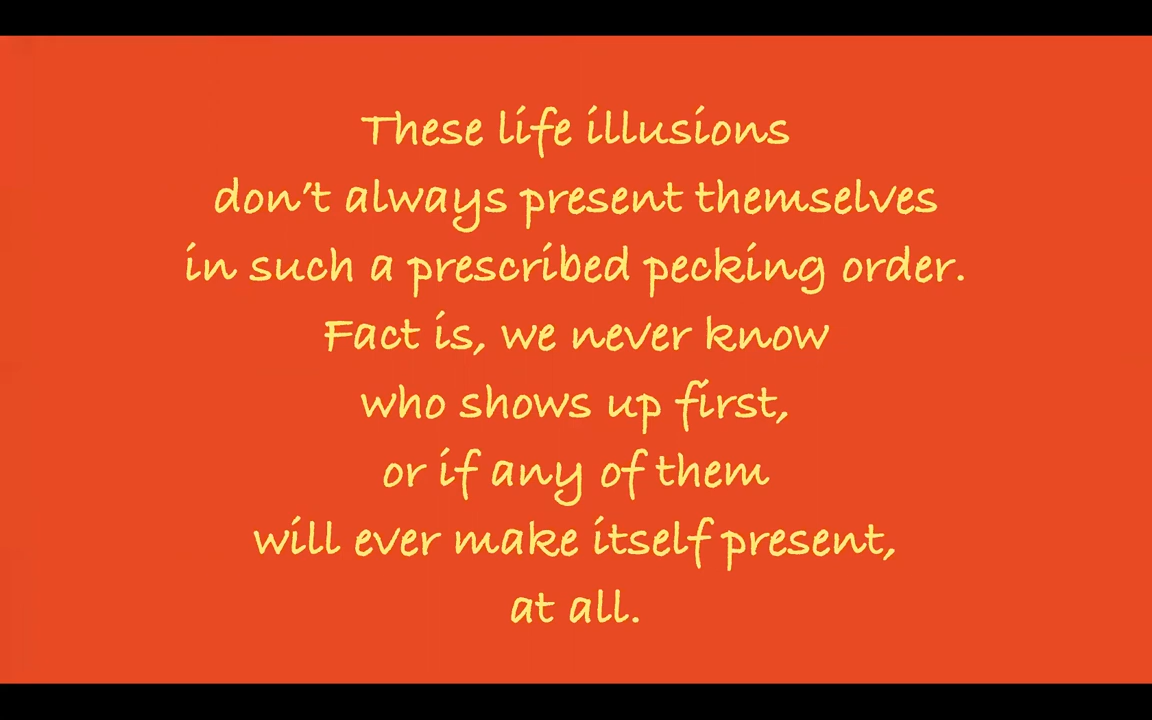 These life illusions
don't always present themselves
in such a prescribed pecking order.
Fact is, we never know
who shows up first,
or if any of them
will ever make itself present,
at all.